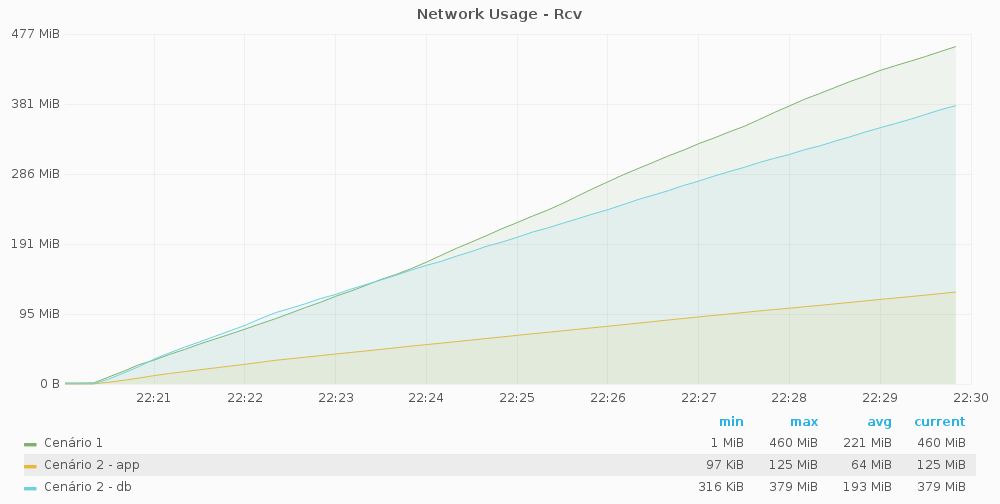 Network Usage - Rcv
477 MiB
381 MiB
286 MiB
191 MiB
95 MiB
0 B
22:21 22:22 22:23 22:24 22:25 22:26 22:27 22:28 22:29 22:30
min max avg current
Cenário 1 1 MiB 460 MiB 221 MiB 460 MiB
Cenário 2 - app 97 KiB 125 MiB 64 MiB 125 MiB
Cenário 2 - db 316 KiB 379 MiB 193 MiB 379 MiB